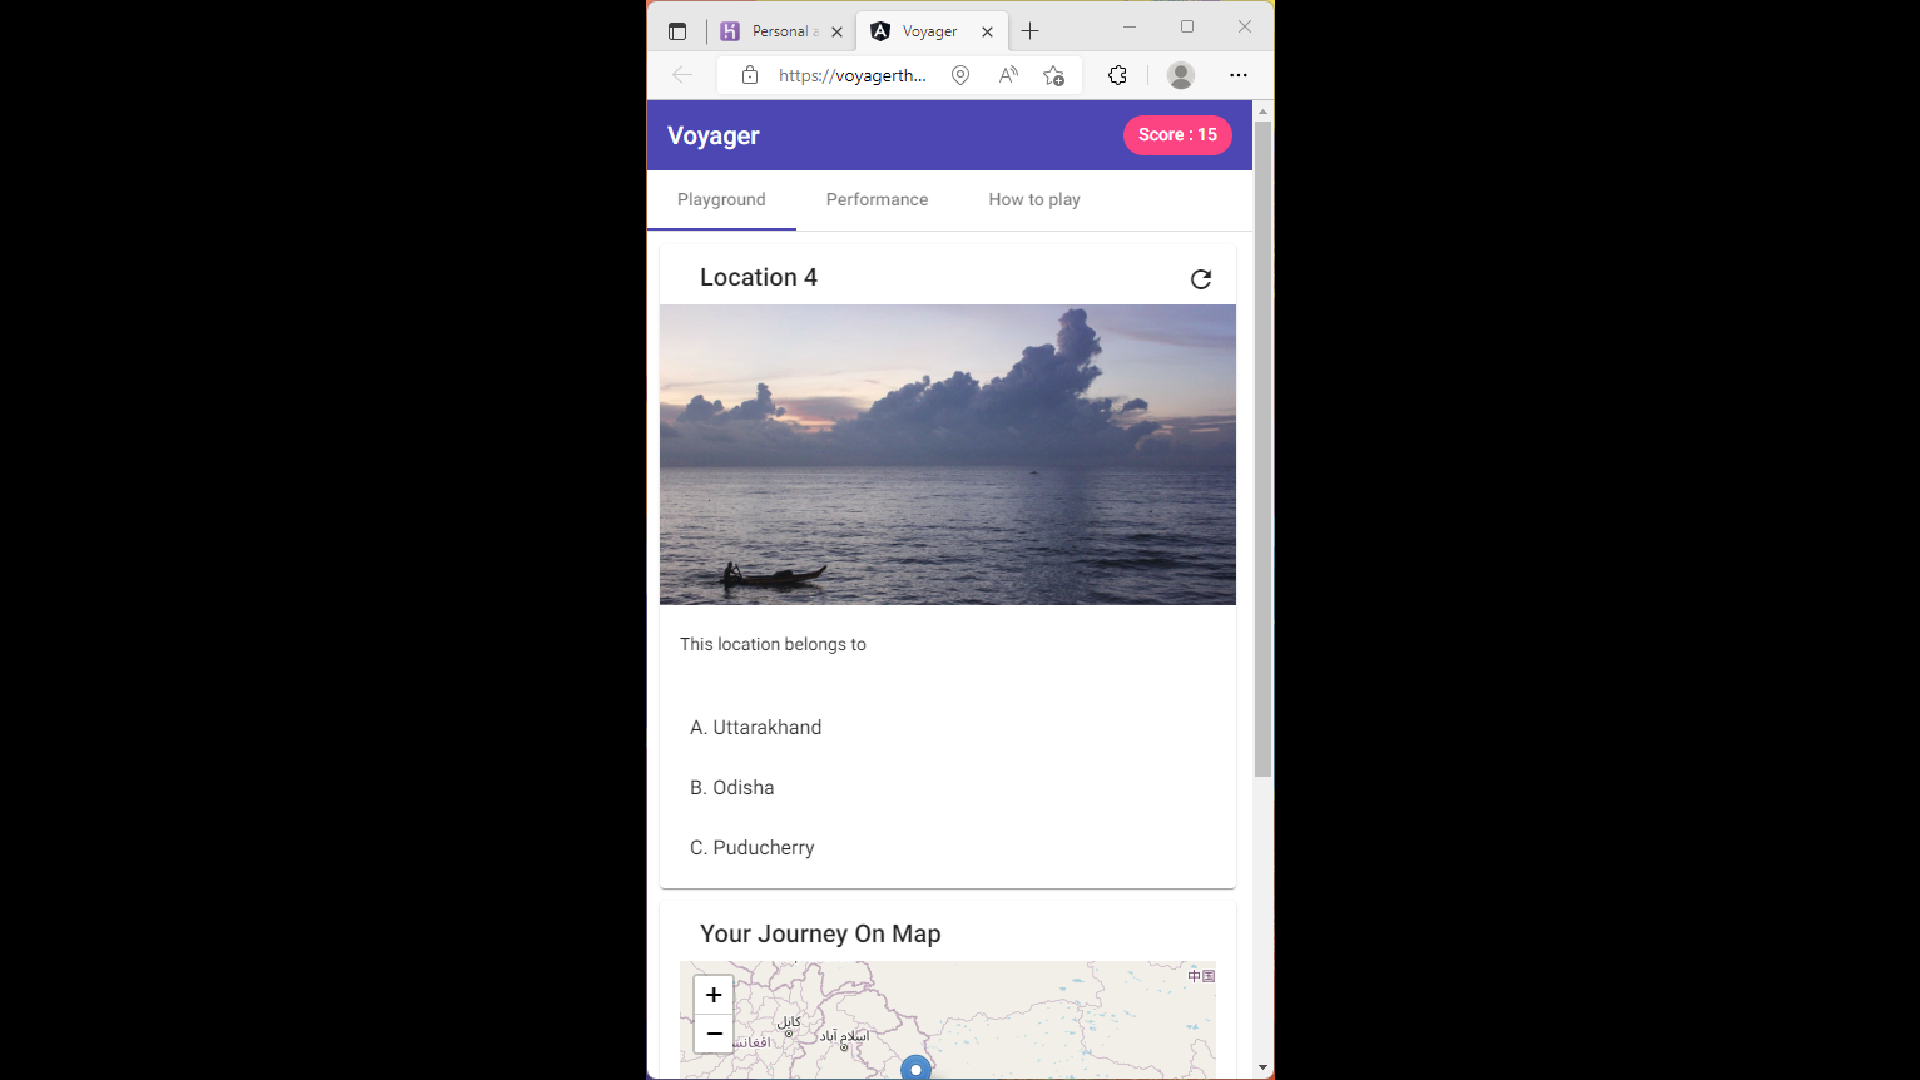 Personal a
Voyager
https://voyagerth...
Voyager
Score : 15
Playground
Performance
How to play
Location 4
This location belongs to
A. Uttarakhand
B. Odisha
C. Puducherry
Your Journey On Map
+
−
中国
کابل
اسلام آباد